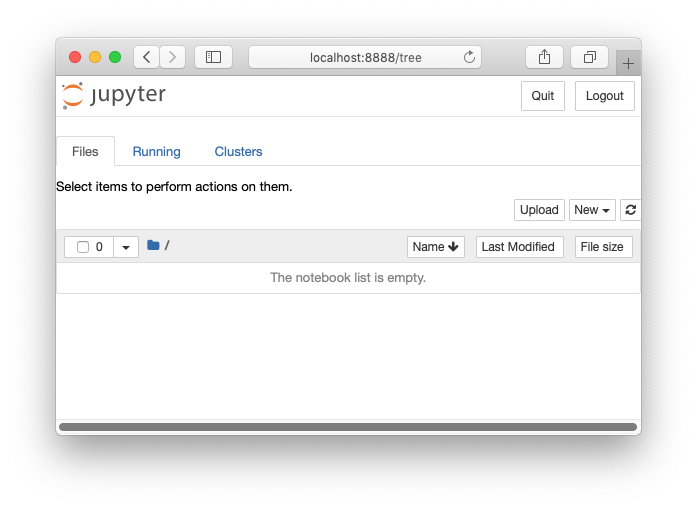 localhost:8888/tree
jupyter
Quit
Logout
Files
Running
Clusters
Select items to perform actions on them.
Upload
New
0
/
Name
Last Modified
File size
The notebook list is empty.